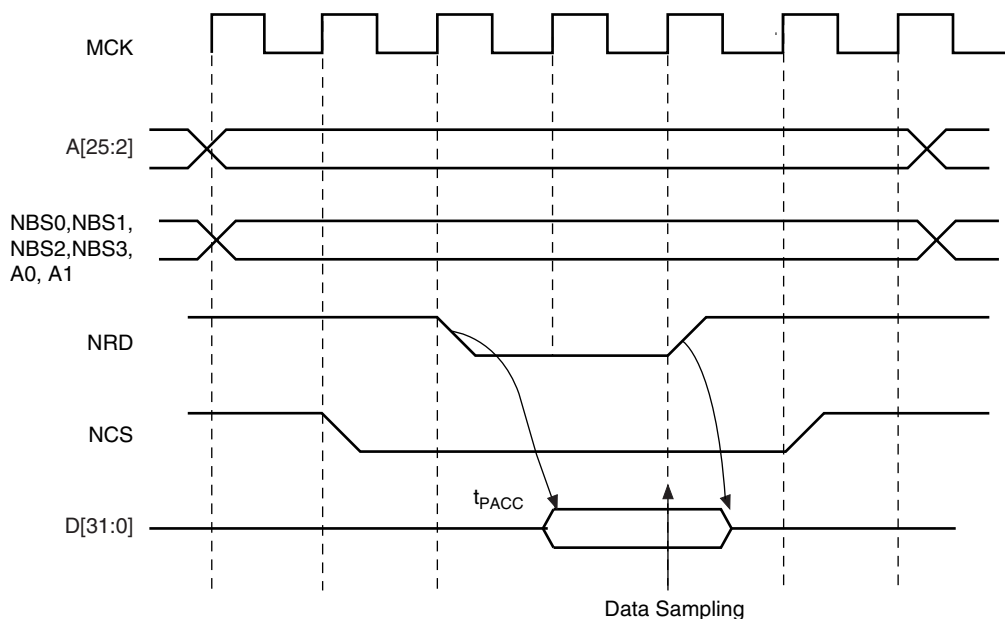 MCK
A[25:2]
NBS0,NBS1,
NBS2,NBS3,
A0, A1
NRD
NCS
tPACC
D[31:0]
Data Sampling